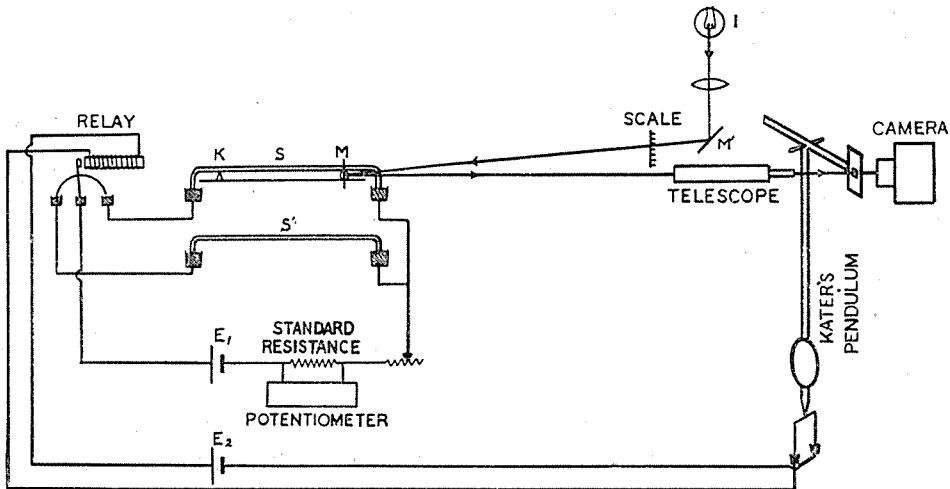 I
RELAY
SCALE
M'
CAMERA
K
S
M
TELESCOPE
S'
KATER'S
PENDULUM
E₁
STANDARD
RESISTANCE
POTENTIOMETER
E₂